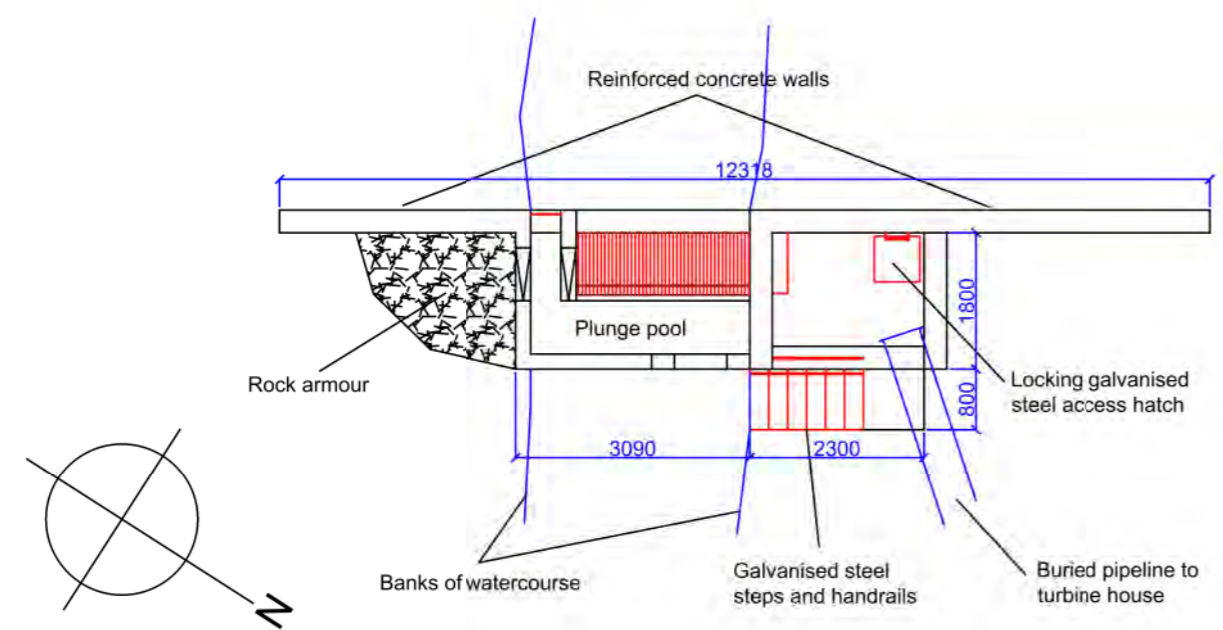 Reinforced concrete walls
12318
Plunge pool
1800
Rock armour
Locking galvanised
steel access hatch
800
3090
2300
Banks of watercourse
Galvanised steel
steps and handrails
Buried pipeline to
turbine house
N